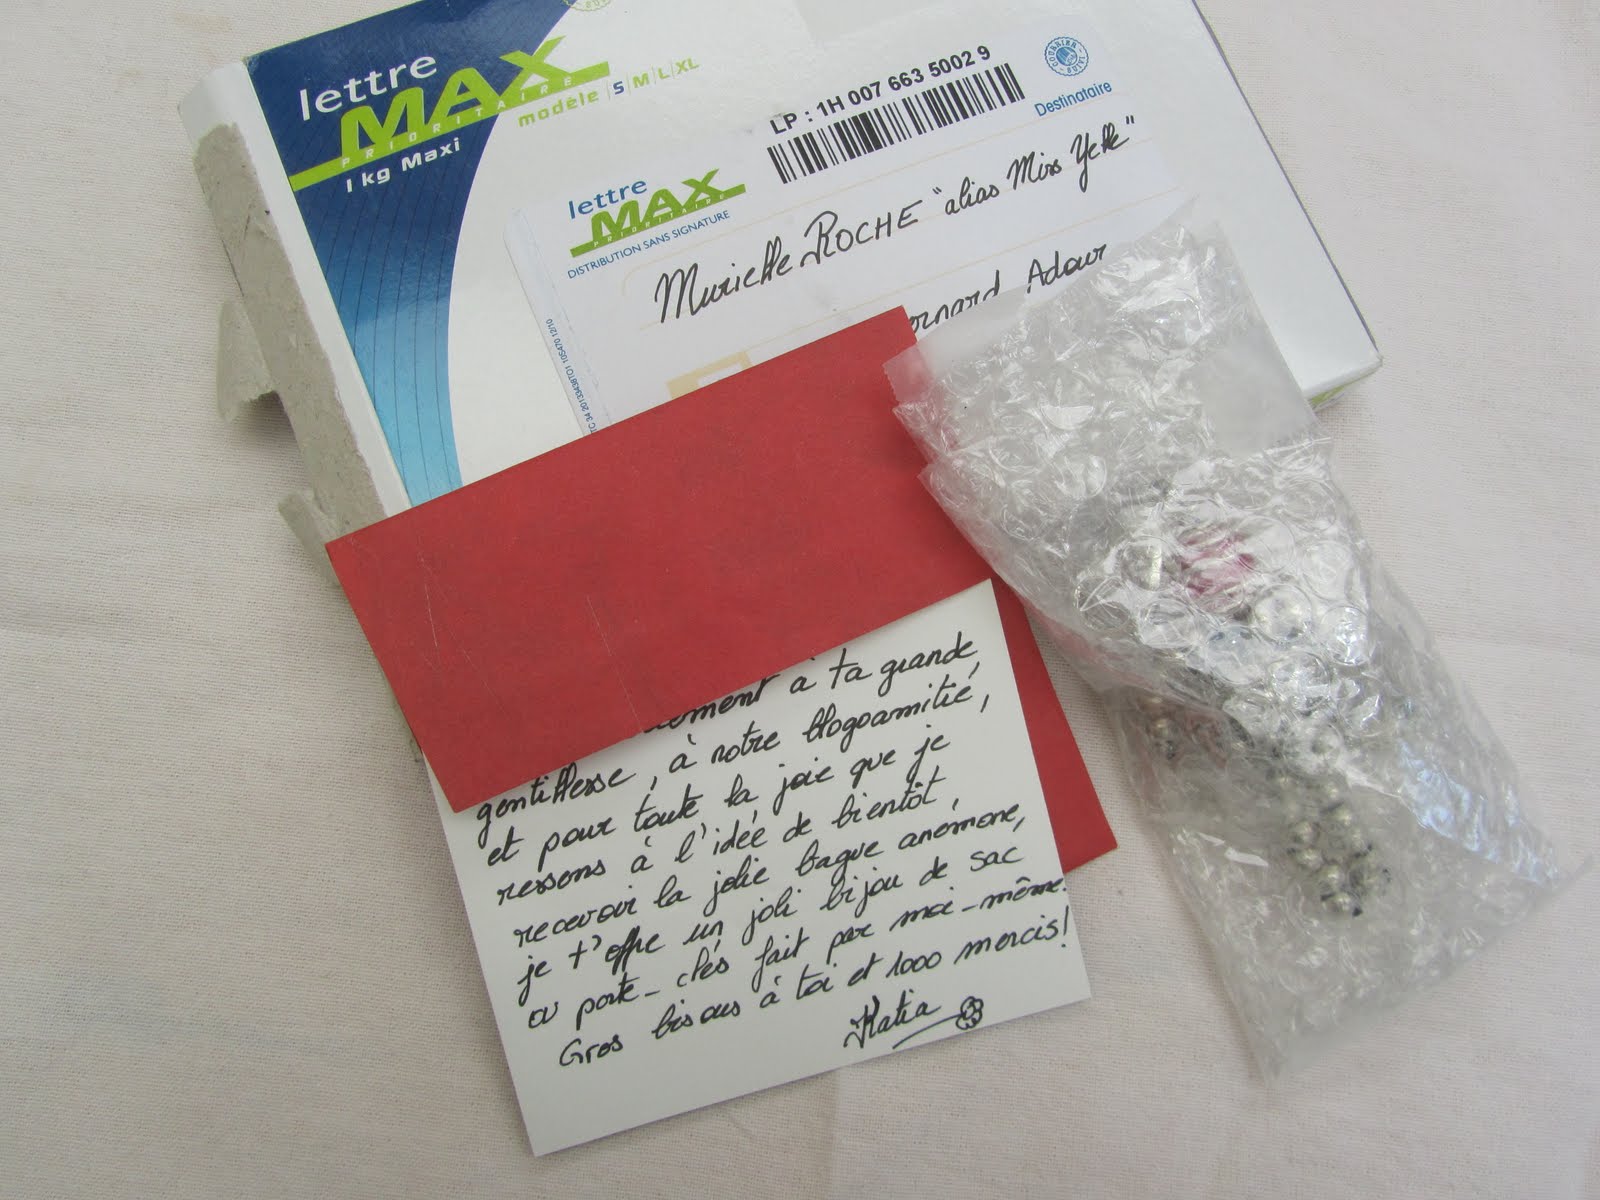 lettre
MAX
PRIORITAIRE
modèle S M L XL
1 kg Maxi
LP : 1H 007 663 5002 9
Destinataire
lettre
MAX
PRIORITAIRE
DISTRIBUTION SANS SIGNATURE
Murielle ROCHE "alias Miss Yelle"
ernard Adour
à ta grande
gentillesse, à notre blogoamitié,
et pour toute la joie que je
ressens à l'idée de bientôt,
recevoir la jolie bague anemone,
je t'offre un joli bijou de sac
ou porte-clés fait par moi-même.
Gros bisous à toi et 1000 mercis!
Katia